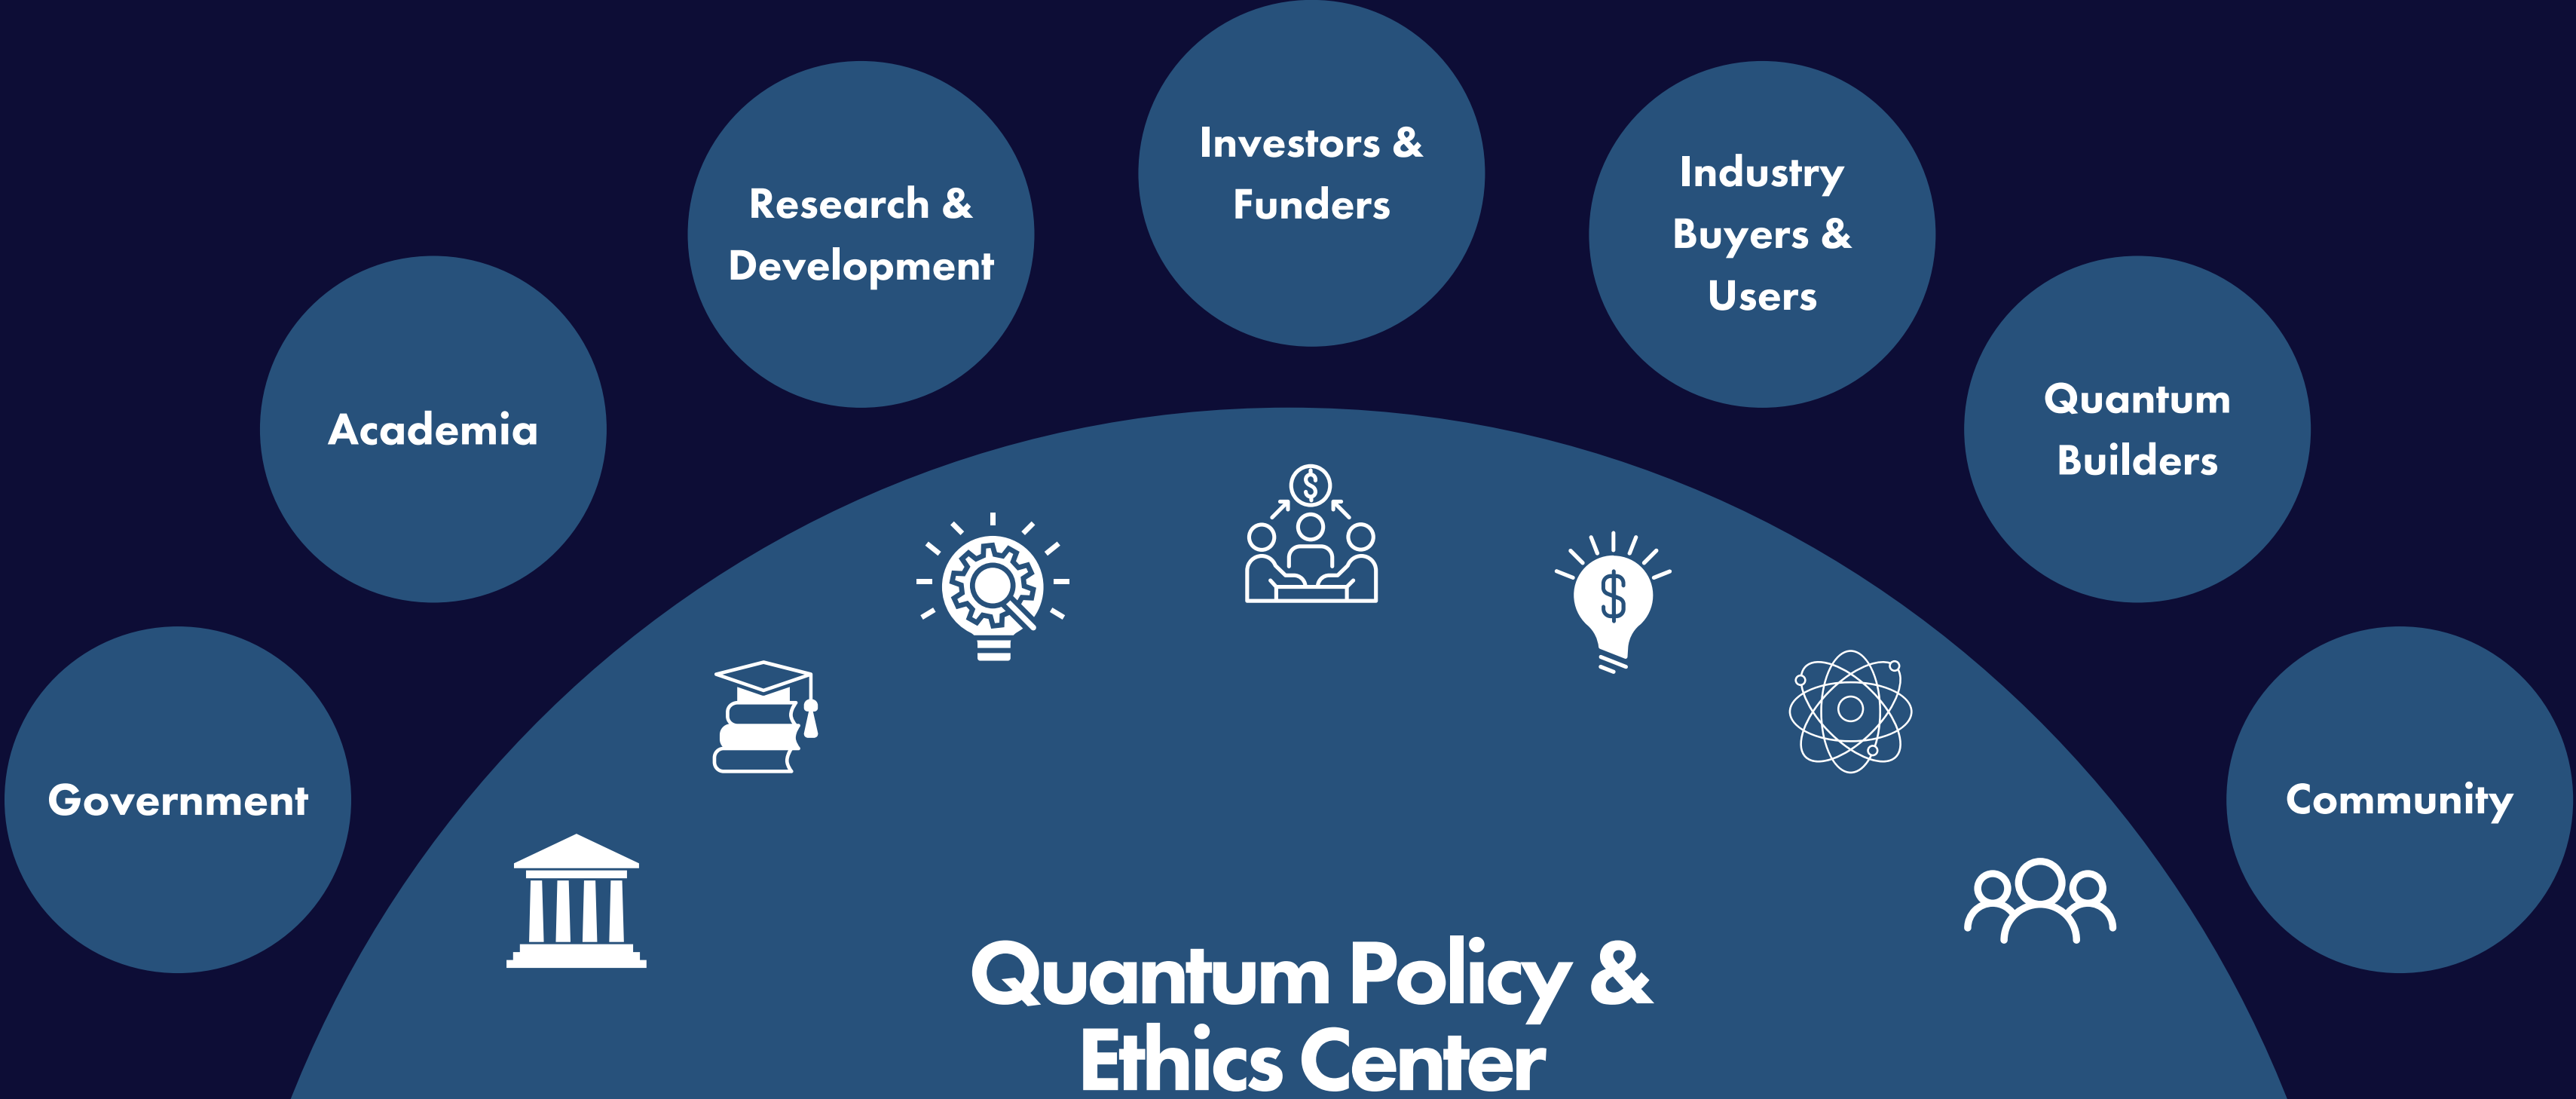 Investors &
Funders
Research &
Development
Industry
Buyers &
Users
Academia
Quantum
Builders
Government
Community
$
$
Quantum Policy &
Ethics Center